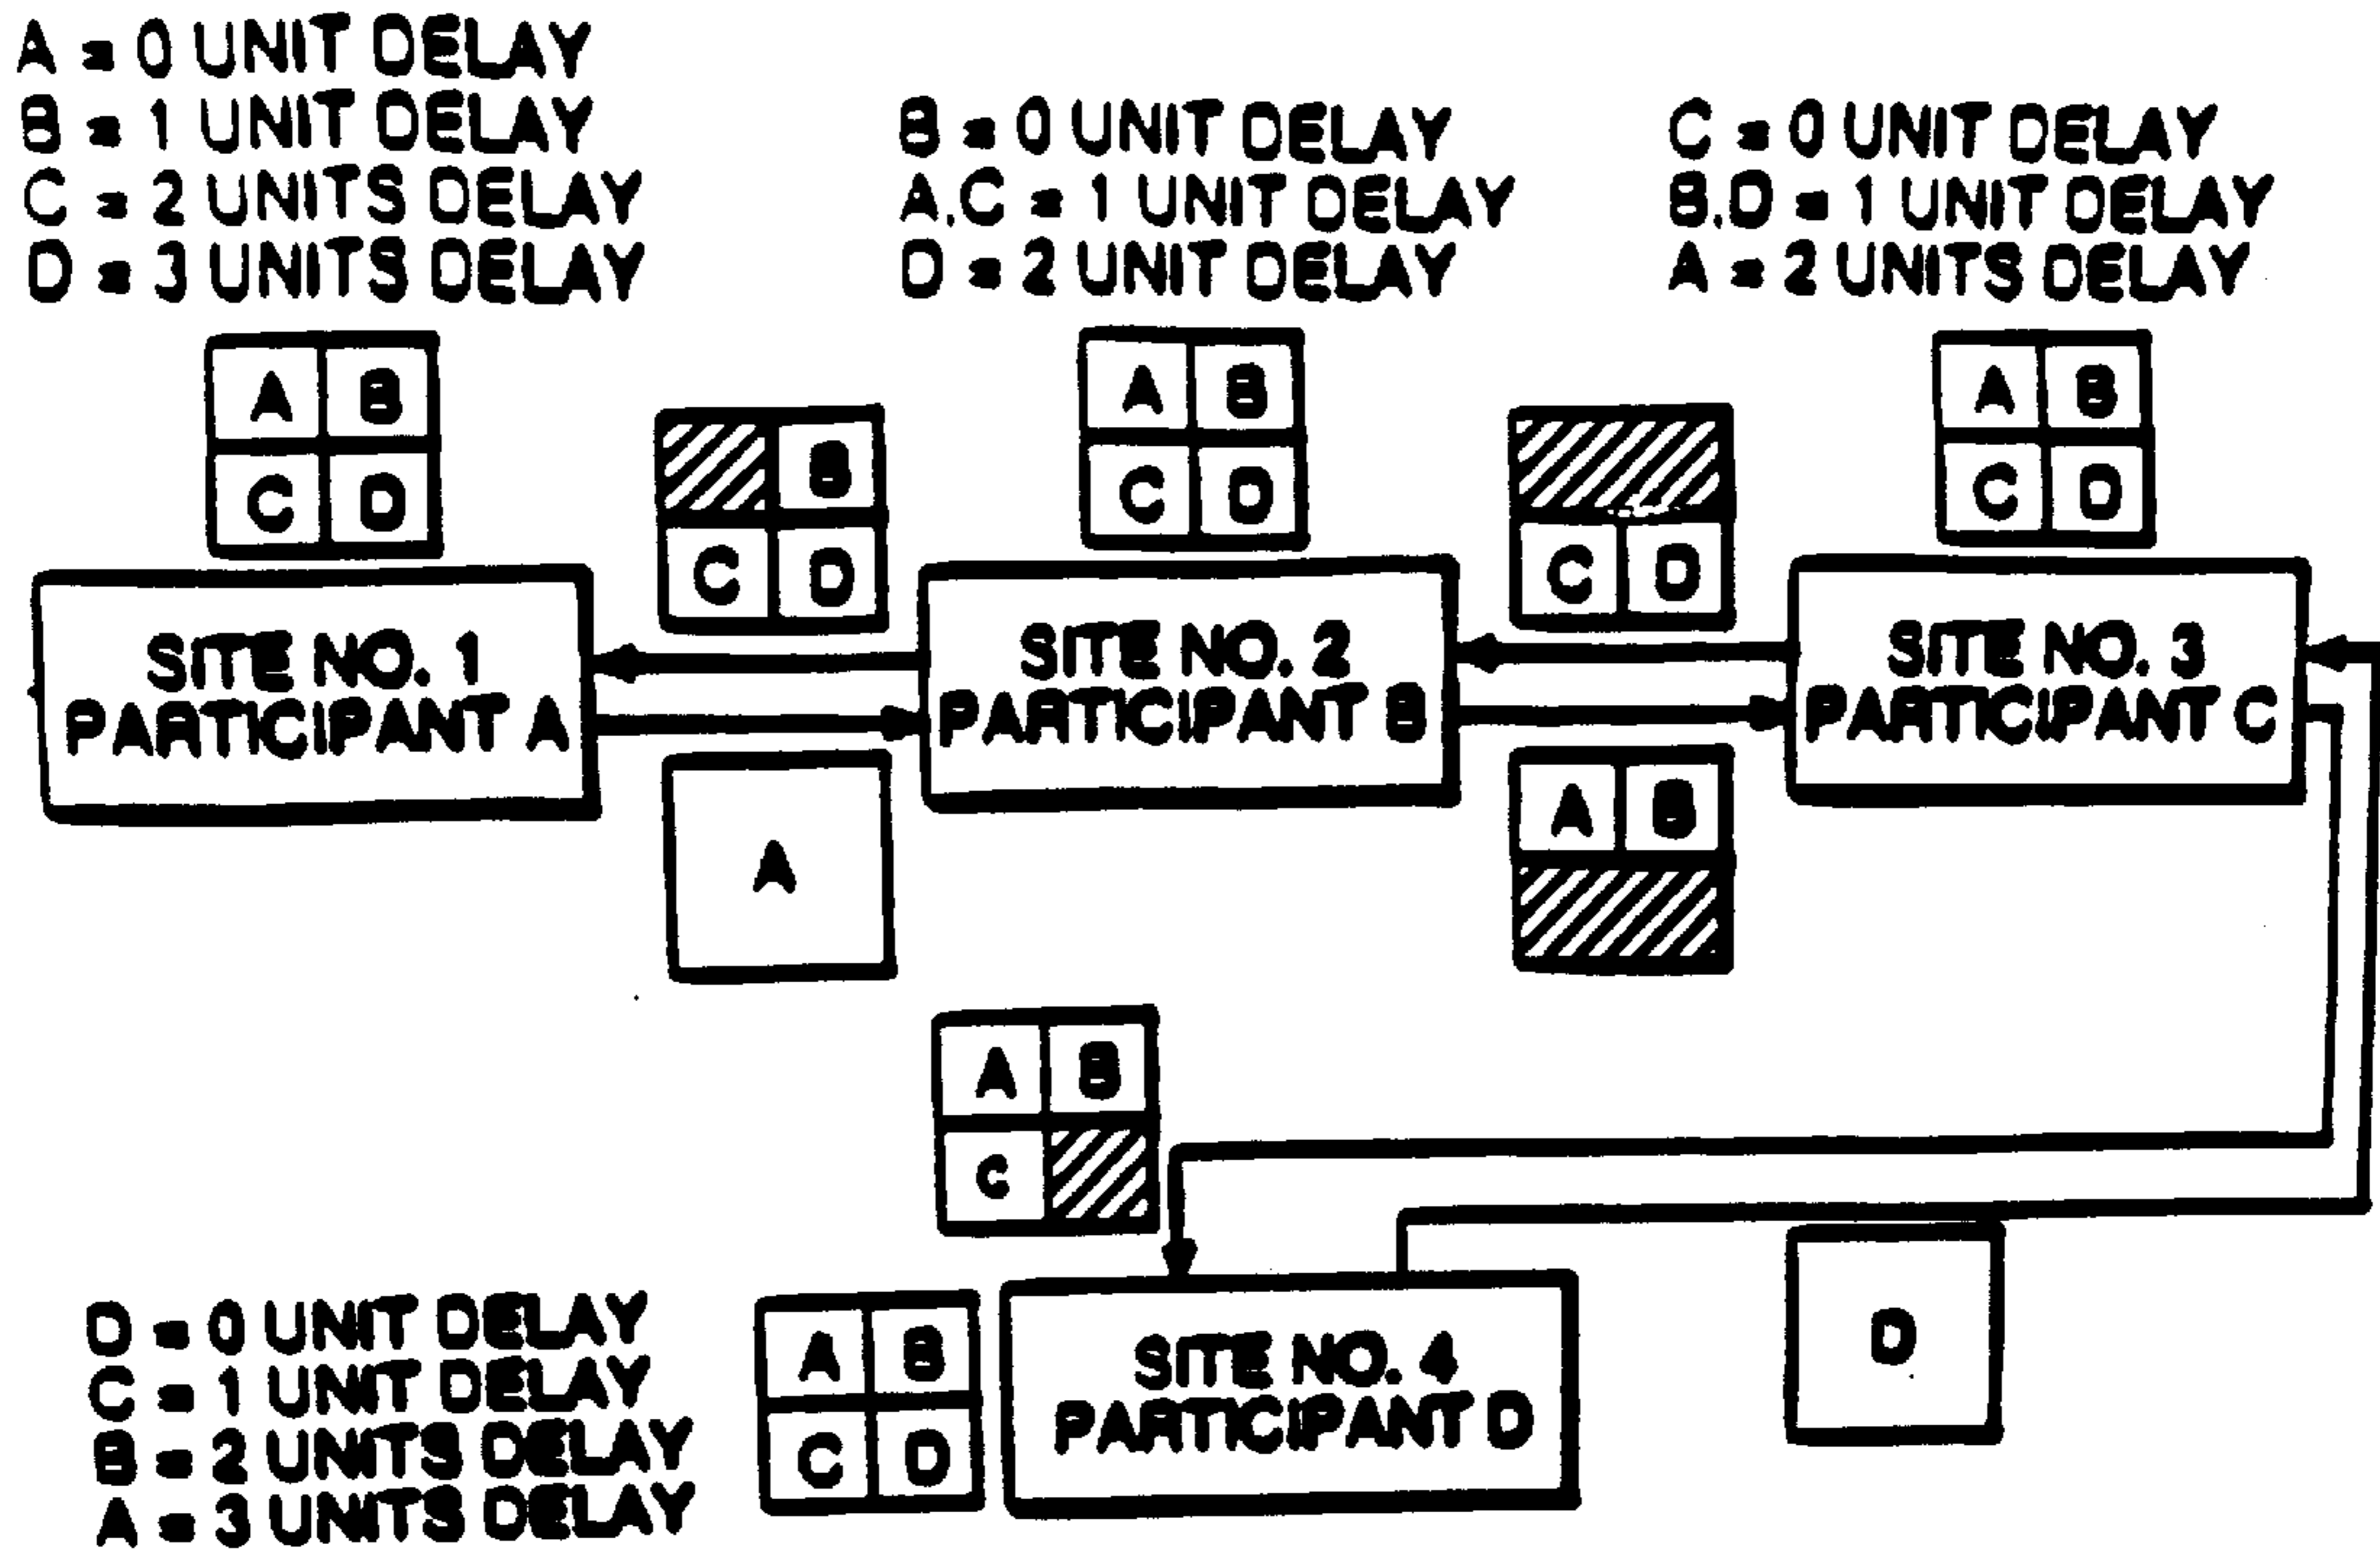 A = 0 UNIT DELAY
B = 1 UNIT DELAY
C = 2 UNITS DELAY
D = 3 UNITS DELAY
B = 0 UNIT DELAY
A,C = 1 UNIT DELAY
D = 2 UNIT DELAY
C = 0 UNIT DELAY
B,D = 1 UNIT DELAY
A = 2 UNITS DELAY
A B
C D
B
C D
A B
C D
C D
A B
C D
SITE NO. 1
PARTICIPANT A
SITE NO. 2
PARTICIPANT B
SITE NO. 3
PARTICIPANT C
A
A B
A B
C
D = 0 UNIT DELAY
C = 1 UNIT DELAY
B = 2 UNITS DELAY
A = 3 UNITS DELAY
A B
C D
SITE NO. 4
PARTICIPANT D
D